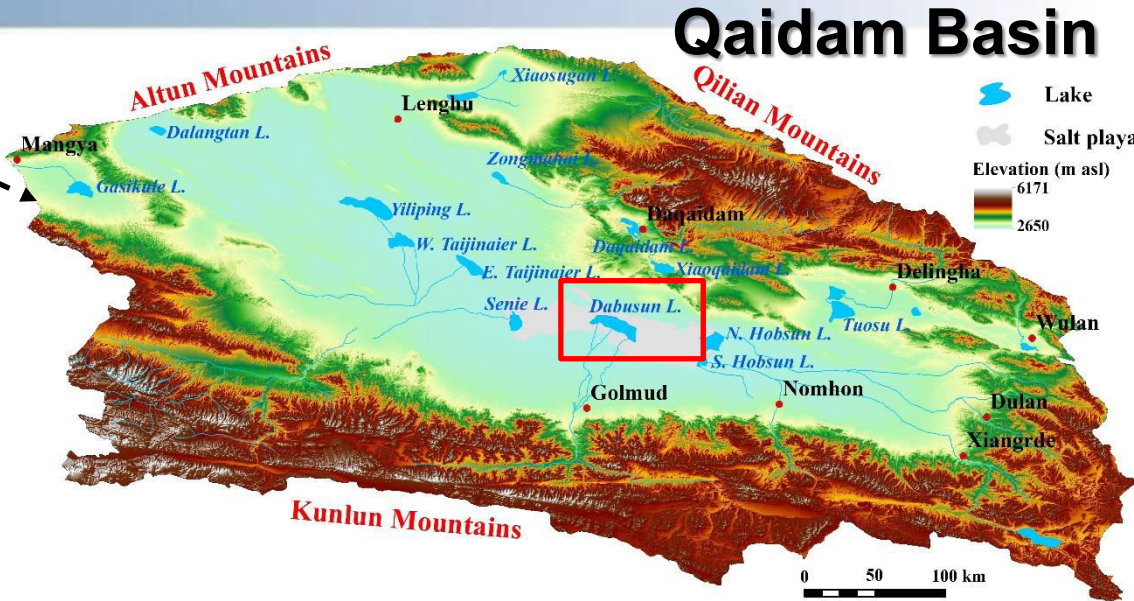 Qaidam Basin
Altun Mountains
Qilian Mountains
Xiaosugan L.
Lake
Lenghu
Salt playa
Dalangtan L.
Mangya
Zongmahai L.
Elevation (m asl)
6171
2650
Gasikule L.
Yiliping L.
Daqaidam
W. Taijinaier L.
Daqaidam L.
E. Taijinaier L.
Xiaoqaidam L.
Delingha
Senie L.
Dabusun L.
Tuosu L.
Wulan
N. Hobsun L.
S. Hobsun L.
Golmud
Nomhon
Dulan
Xiangrde
Kunlun Mountains
0 50 100 km